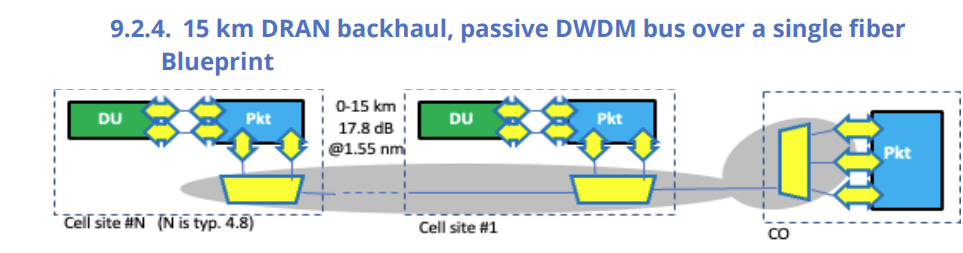 9.2.4. 15 km DRAN backhaul, passive DWDM bus over a single fiber
Blueprint
DU
Pkt
0-15 km
17.8 dB
@1.55 nm
DU
Pkt
Pkt
Cell site #N (N is typ. 4.8)
Cell site #1
CO